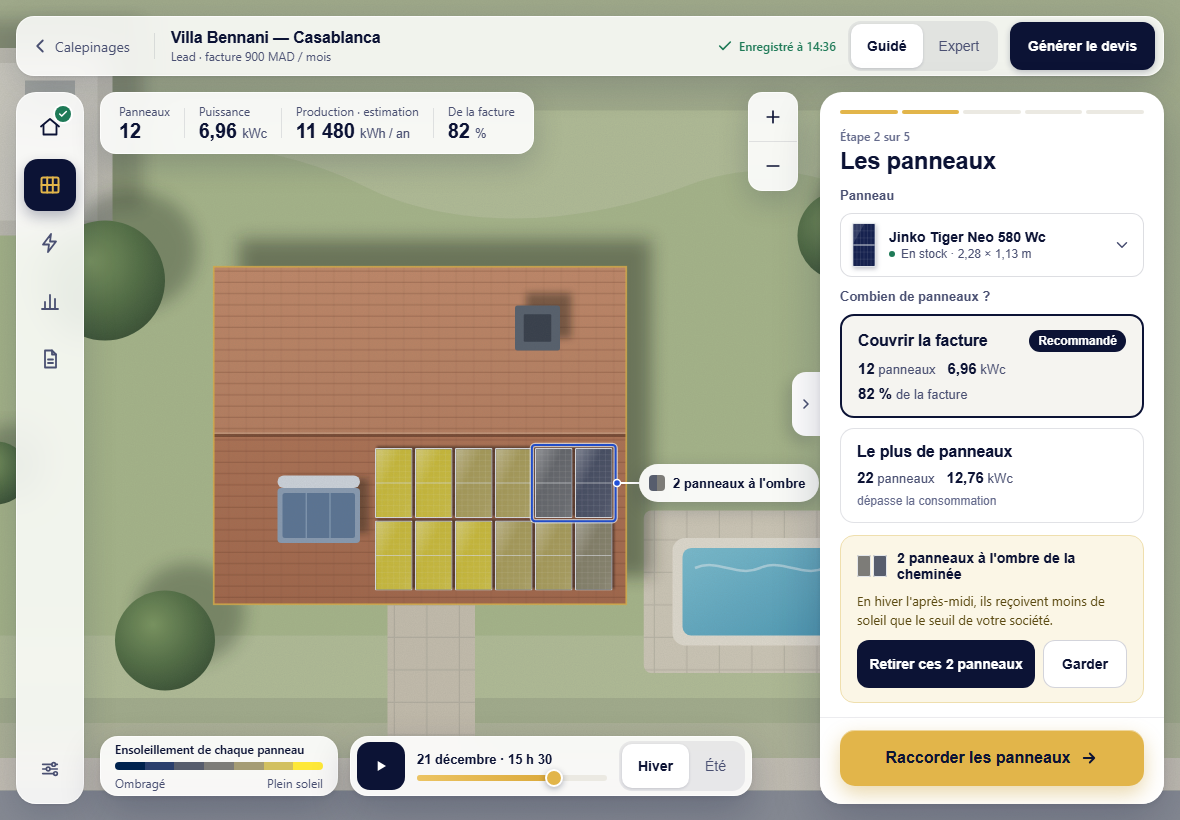 Calepinages
Villa Bennani — Casablanca
Lead · facture 900 MAD / mois
Enregistré à 14:36
Guidé
Expert
Générer le devis
Panneaux
12
Puissance
6,96 kWc
Production · estimation
11 480 kWh / an
De la facture
82 %
+
−
2 panneaux à l'ombre
Étape 2 sur 5
Les panneaux
Panneau
Jinko Tiger Neo 580 Wc
En stock · 2,28 × 1,13 m
Combien de panneaux ?
Couvrir la facture
Recommandé
12 panneaux 6,96 kWc
82 % de la facture
Le plus de panneaux
22 panneaux 12,76 kWc
dépasse la consommation
2 panneaux à l'ombre de la
cheminée
En hiver l'après-midi, ils reçoivent moins de
soleil que le seuil de votre société.
Retirer ces 2 panneaux
Garder
Raccorder les panneaux
Ensoleillement de chaque panneau
Ombragé
Plein soleil
21 décembre · 15 h 30
Hiver
Été